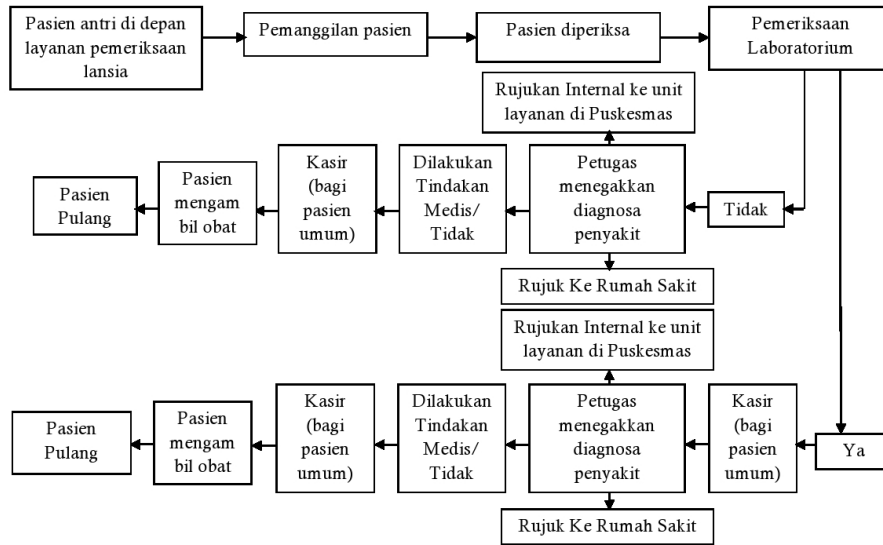 Pasien antri di depan
layanan pemeriksaan
lansia
Pemanggilan pasien
Pasien diperiksa
Pemeriksaan
Laboratorium
Rujukan Internal ke unit
layanan di Puskesmas
Pasien
Pulang
Pasien
mengam
bil obat
Kasir
(bagi
pasien
umum)
Dilakukan
Tindakan
Medis/
Tidak
Petugas
menegakkan
diagnosa
penyakit
Tidak
Rujuk Ke Rumah Sakit
Rujukan Internal ke unit
layanan di Puskesmas
Pasien
Pulang
Pasien
mengam
bil obat
Kasir
(bagi
pasien
umum)
Dilakukan
Tindakan
Medis/
Tidak
Petugas
menegakkan
diagnosa
penyakit
Kasir
(bagi
pasien
umum)
Ya
Rujuk Ke Rumah Sakit